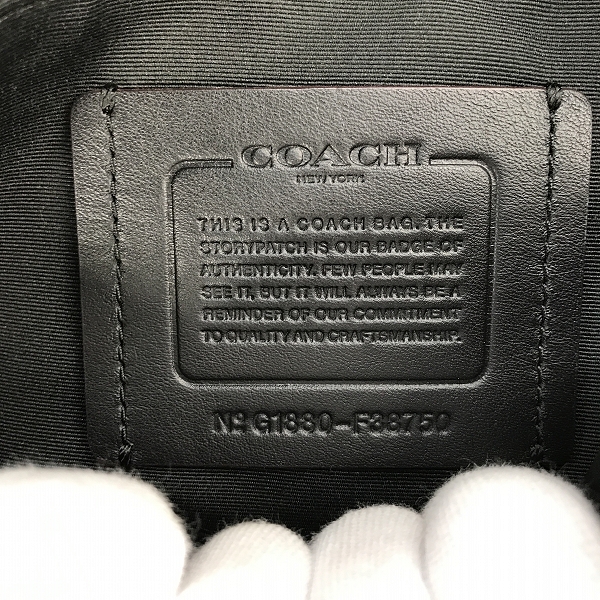 COACH
NEW YORK
THIS IS A COACH BAG. THE
STORYPATCH IS OUR BADGE OF
AUTHENTICITY. FEW PEOPLE MAY
SEE IT, BUT IT WILL ALWAYS BE A
REMINDER OF OUR COMMITMENT
TO QUALITY AND CRAFTSMANSHIP.
Nº G1880-F38750